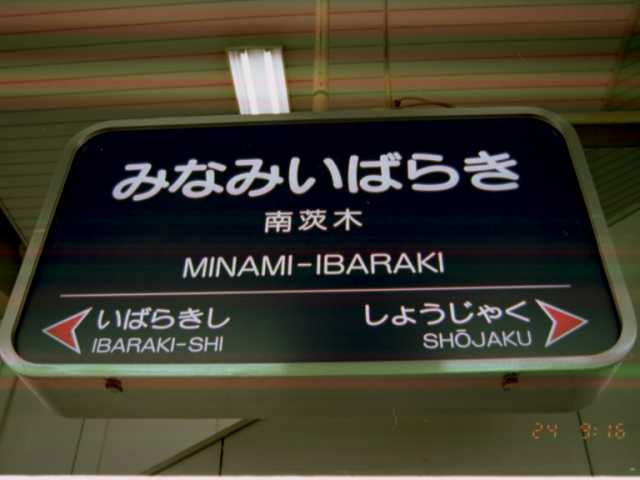 みなみいばらき
南茨木
MINAMI-IBARAKI
いばらきし
IBARAKI-SHI
しょうじゃく
SHŌJAKU
24 9:16